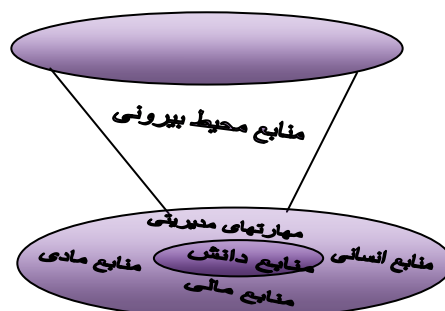 منابع محیط بیرونی
مهارتهای مدیریتی
منابع انسانی
منابع دانش
منابع مادی
منابع مالی